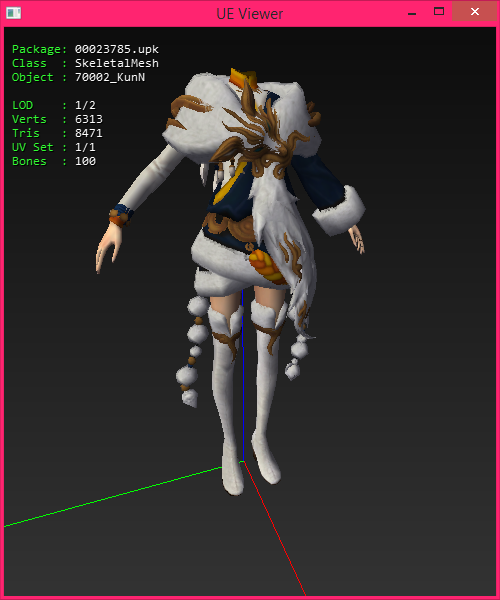 UE Viewer
Package: 00023785.upk
Class  : SkeletalMesh
Object : 70002_KunN
LOD    : 1/2
Verts  : 6313
Tris   : 8471
UV Set : 1/1
Bones  : 100